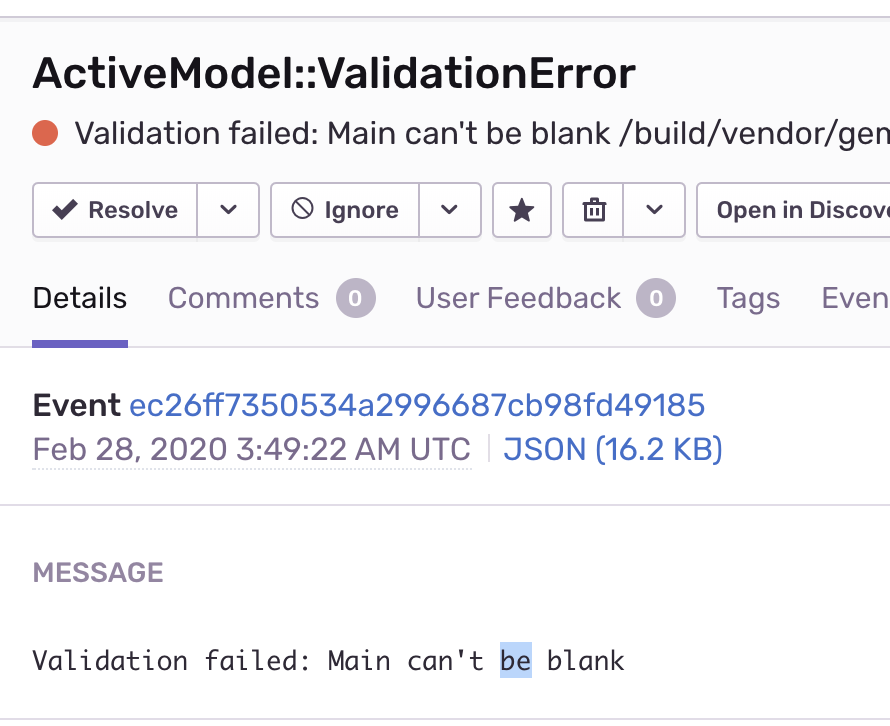 ActiveModel::ValidationError
Validation failed: Main can't be blank /build/vendor/gem
Resolve
Ignore
Open in Discove
Details
Comments 0
User Feedback 0
Tags
Even
Event ec26ff7350534a2996687cb98fd49185
Feb 28, 2020 3:49:22 AM UTC
JSON (16.2 KB)
MESSAGE
Validation failed: Main can't be blank